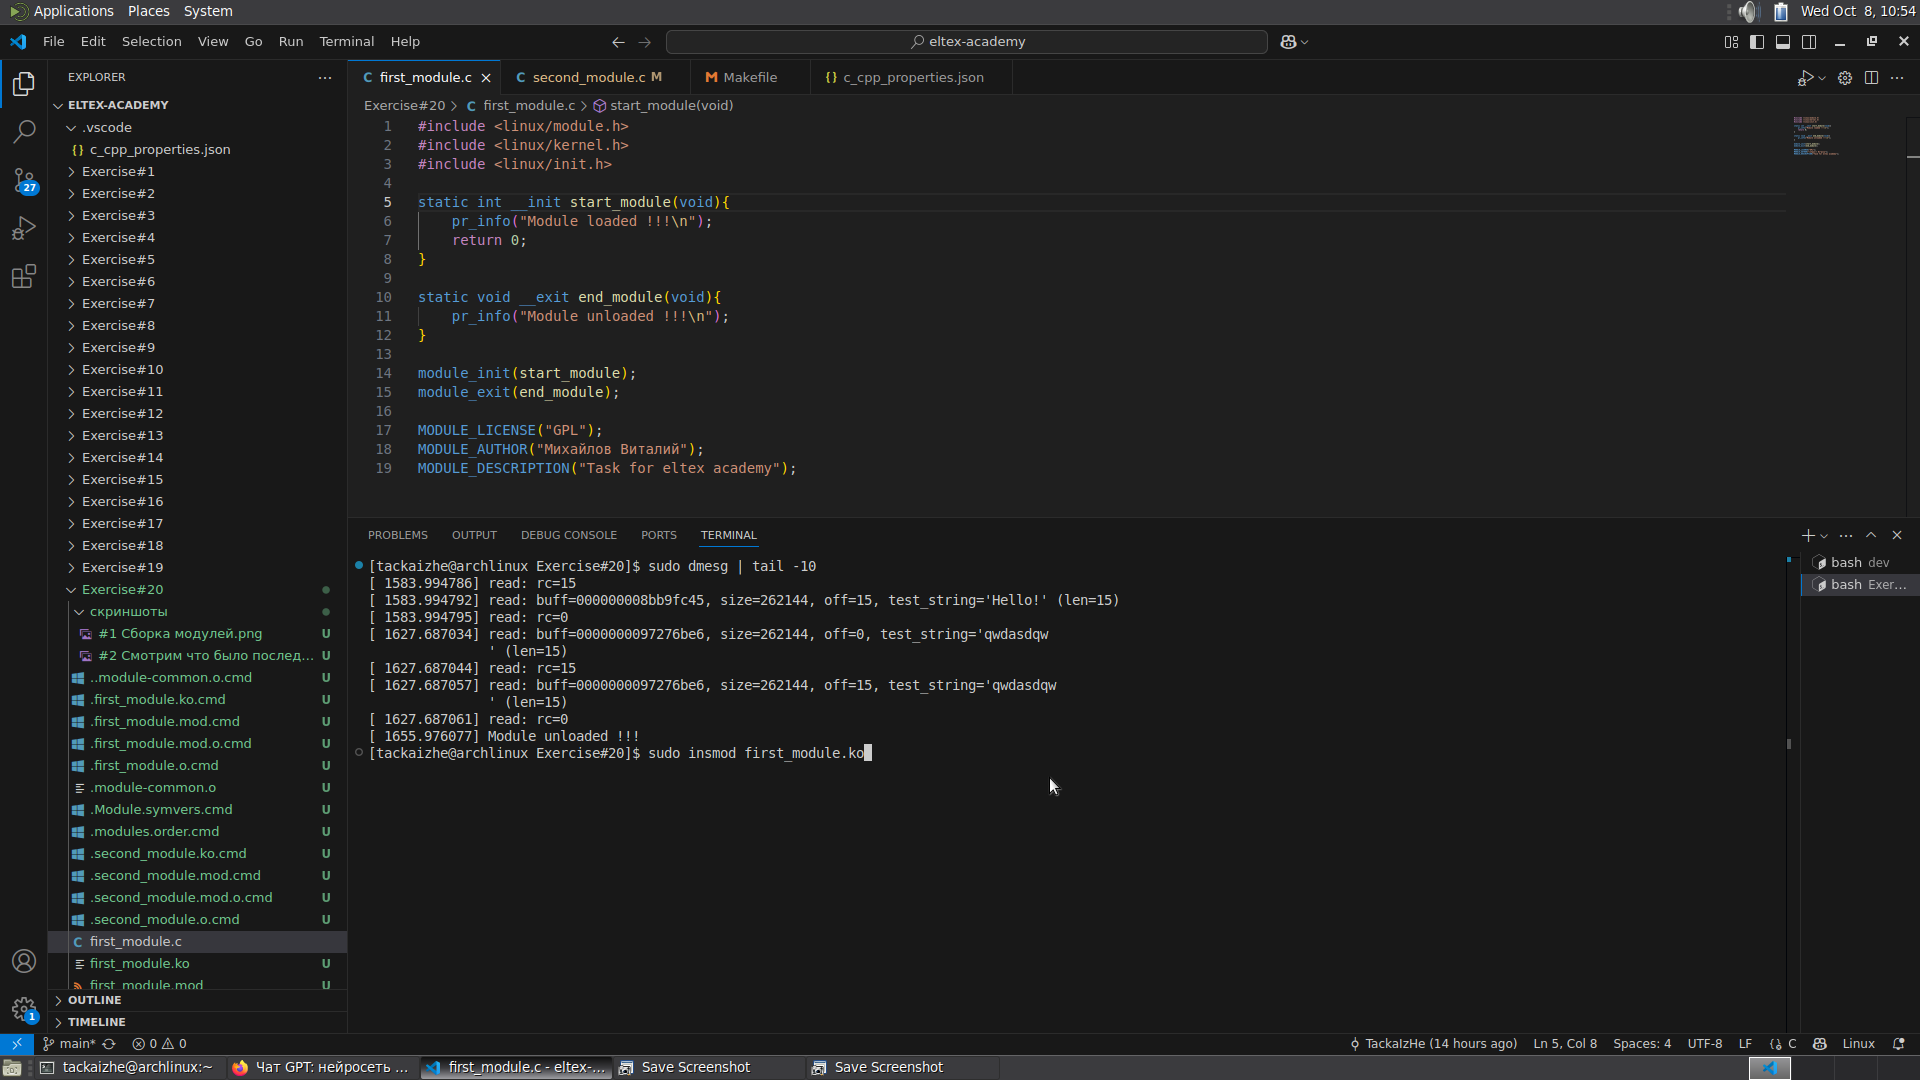 Applications Places System
Wed Oct 8, 10:54
File Edit Selection View Go Run Terminal Help
eltex-academy
EXPLORER
ELTEX-ACADEMY
.vscode
{} c_cpp_properties.json
Exercise#1
Exercise#2
Exercise#3
Exercise#4
Exercise#5
Exercise#6
Exercise#7
Exercise#8
Exercise#9
Exercise#10
Exercise#11
Exercise#12
Exercise#13
Exercise#14
Exercise#15
Exercise#16
Exercise#17
Exercise#18
Exercise#19
Exercise#20
скриншоты
#1 Сборка модулей.png U
#2 Смотрим что было послед... U
..module-common.o.cmd U
.first_module.ko.cmd U
.first_module.mod.cmd U
.first_module.mod.o.cmd U
.first_module.o.cmd U
.module-common.o U
.Module.symvers.cmd U
.modules.order.cmd U
.second_module.ko.cmd U
.second_module.mod.cmd U
.second_module.mod.o.cmd U
.second_module.o.cmd U
C first_module.c
first_module.ko U
first_module.mod U
OUTLINE
TIMELINE
27
1
C first_module.c C second_module.c M M Makefile {} c_cpp_properties.json
Exercise#20 > C first_module.c > start_module(void)
1 #include <linux/module.h>
2 #include <linux/kernel.h>
3 #include <linux/init.h>
4
5 static int __init start_module(void){
6 pr_info("Module loaded !!!\n");
7 return 0;
8 }
9
10 static void __exit end_module(void){
11 pr_info("Module unloaded !!!\n");
12 }
13
14 module_init(start_module);
15 module_exit(end_module);
16
17 MODULE_LICENSE("GPL");
18 MODULE_AUTHOR("Михайлов Виталий");
19 MODULE_DESCRIPTION("Task for eltex academy");
PROBLEMS OUTPUT DEBUG CONSOLE PORTS TERMINAL
[tackaizhe@archlinux Exercise#20]$ sudo dmesg | tail -10
[ 1583.994786] read: rc=15
[ 1583.994792] read: buff=000000008bb9fc45, size=262144, off=15, test_string='Hello!' (len=15)
[ 1583.994795] read: rc=0
[ 1627.687034] read: buff=0000000097276be6, size=262144, off=0, test_string='qwdasdqw
' (len=15)
[ 1627.687044] read: rc=15
[ 1627.687057] read: buff=0000000097276be6, size=262144, off=15, test_string='qwdasdqw
' (len=15)
[ 1627.687061] read: rc=0
[ 1655.976077] Module unloaded !!!
[tackaizhe@archlinux Exercise#20]$ sudo insmod first_module.ko
bash dev
bash Exer...
main* 0 0
TackaIzHe (14 hours ago) Ln 5, Col 8 Spaces: 4 UTF-8 LF C Linux
tackaizhe@archlinux:~ Чат GPT: нейросеть ... first_module.c - eltex-... Save Screenshot Save Screenshot